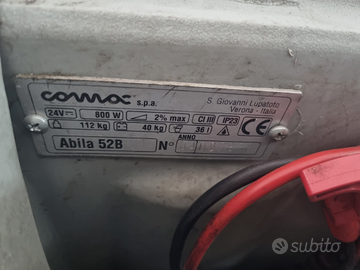 comac s.p.a.
S. Giovanni Lupatoto
Verona - Italia
24V 800 W 2% max Cl III IP23
112 Kg 40 Kg 36 l CE
ANNO
Abila 52B N°
subito